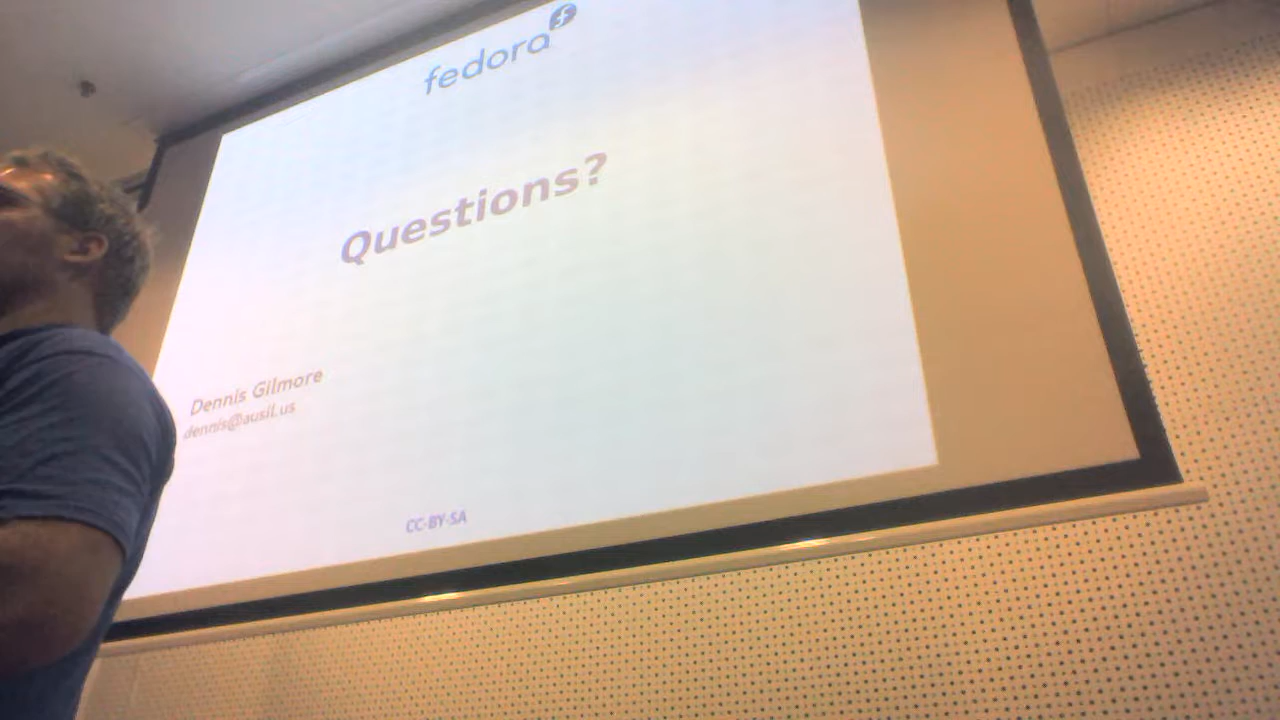 fedora
Questions?
Dennis Gilmore
dennis@ausil.us
CC-BY-SA